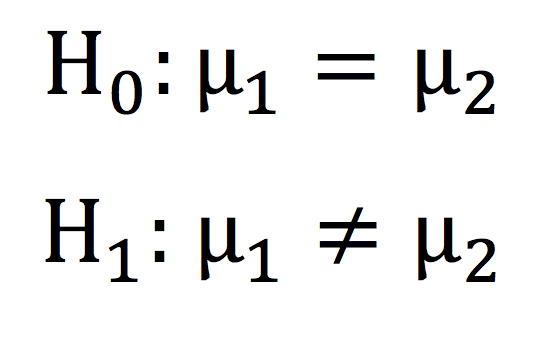 H₀: μ₁ = μ₂
H₁: μ₁ ≠ μ₂